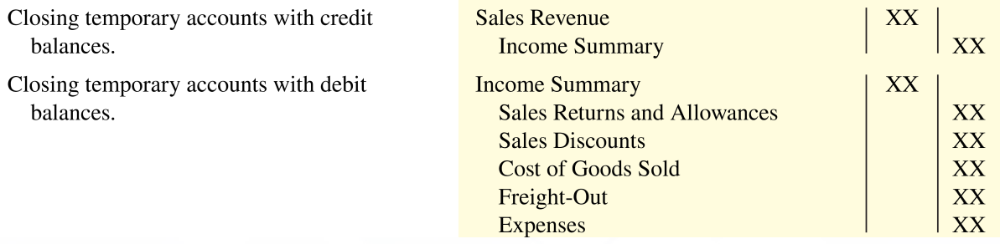 Closing temporary accounts with credit
balances.
Sales Revenue XX
Income Summary XX
Closing temporary accounts with debit
balances.
Income Summary XX
Sales Returns and Allowances XX
Sales Discounts XX
Cost of Goods Sold XX
Freight-Out XX
Expenses XX